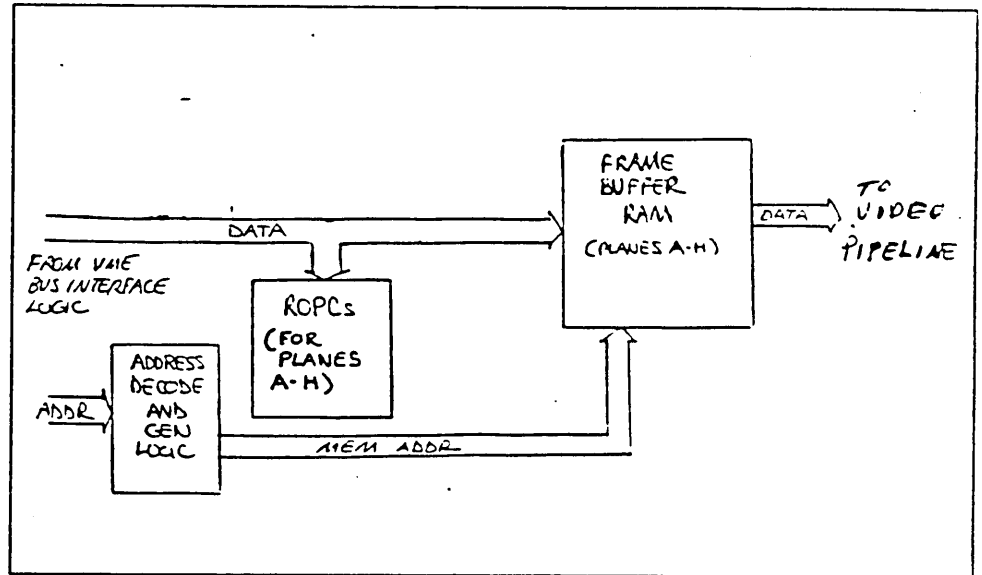 FRAME
BUFFER
RAM
(PLANES A-H)
DATA
TO
VIDEO
PIPELINE
DATA
FROM VME
BUS INTERFACE
LOGIC
ROPCs
(FOR
PLANES
A-H)
ADDR
ADDRESS
DECODE
AND
GEN
LOGIC
MEM ADDR